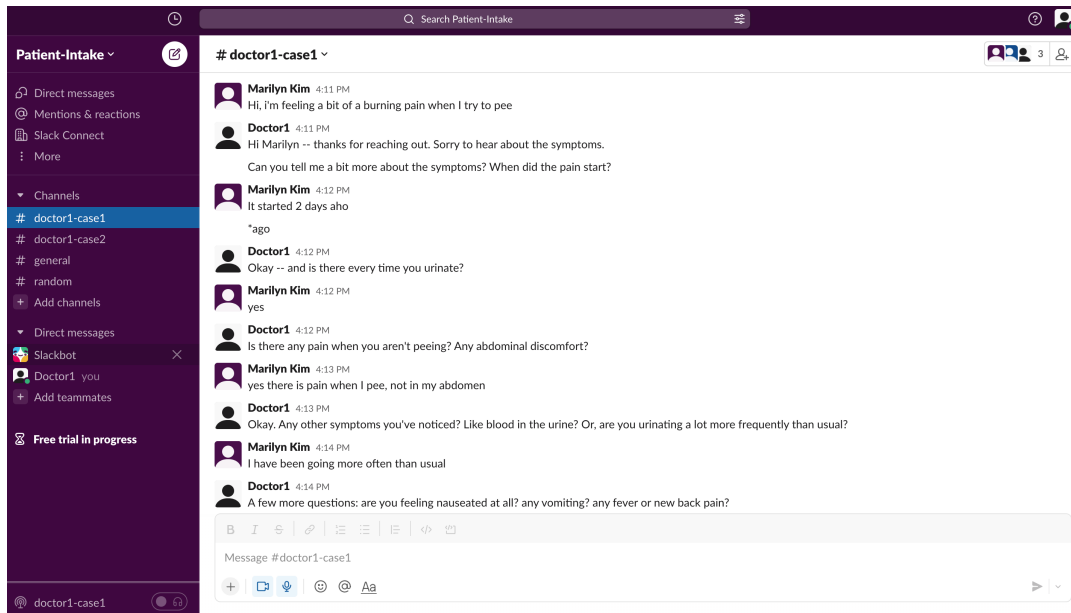 Search Patient-Intake
Patient-Intake
# doctor1-case1
3
Direct messages
Mentions & reactions
Slack Connect
More
Channels
# doctor1-case1
# doctor1-case2
# general
# random
+ Add channels
Direct messages
Slackbot
Doctor1 you
+ Add teammates
Free trial in progress
doctor1-case1
Marilyn Kim 4:11 PM
Hi, i'm feeling a bit of a burning pain when I try to pee
Doctor1 4:11 PM
Hi Marilyn -- thanks for reaching out. Sorry to hear about the symptoms.
Can you tell me a bit more about the symptoms? When did the pain start?
Marilyn Kim 4:12 PM
It started 2 days aho
*ago
Doctor1 4:12 PM
Okay -- and is there every time you urinate?
Marilyn Kim 4:12 PM
yes
Doctor1 4:12 PM
Is there any pain when you aren't peeing? Any abdominal discomfort?
Marilyn Kim 4:13 PM
yes there is pain when I pee, not in my abdomen
Doctor1 4:13 PM
Okay. Any other symptoms you've noticed? Like blood in the urine? Or, are you urinating a lot more frequently than usual?
Marilyn Kim 4:14 PM
I have been going more often than usual
Doctor1 4:14 PM
A few more questions: are you feeling nauseated at all? any vomiting? any fever or new back pain?
B I S
Message #doctor1-case1
+ @ Aa